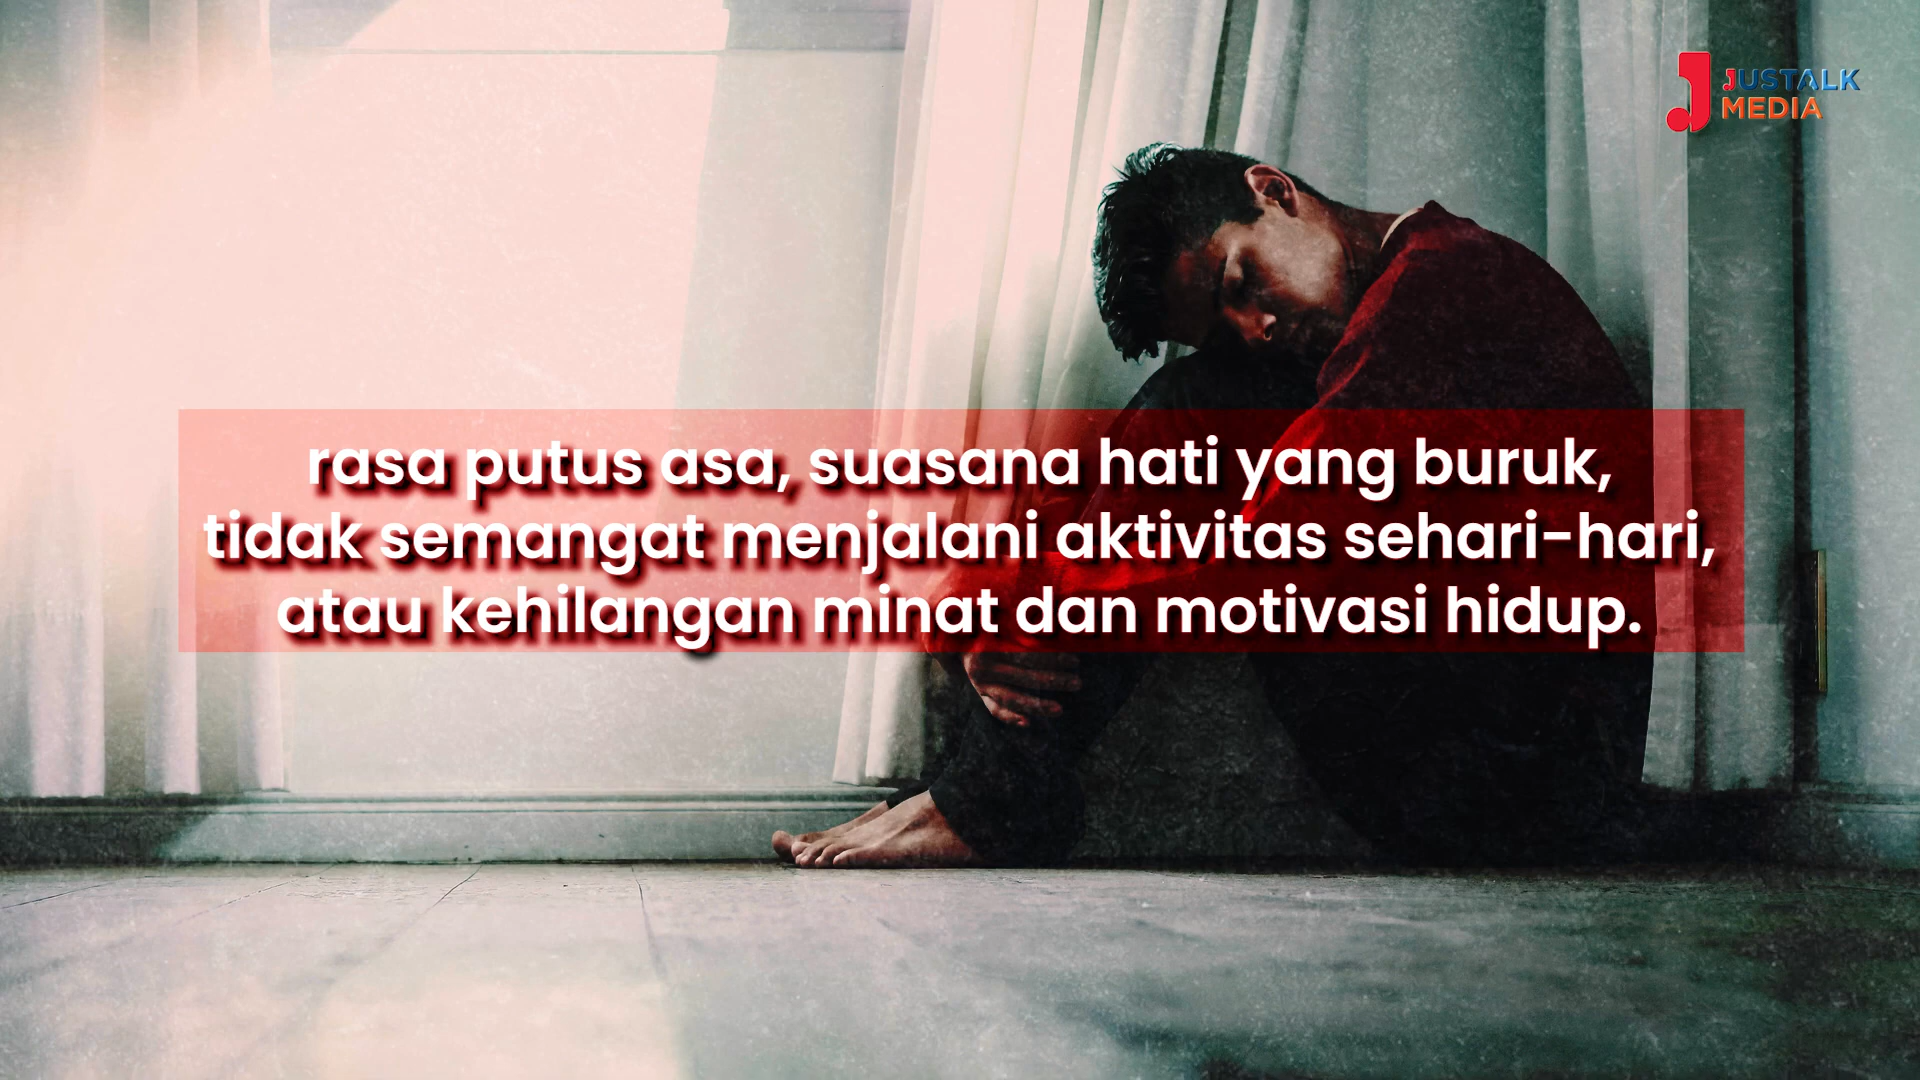 JUSTALK
MEDIA
rasa putus asa, suasana hati yang buruk,
tidak semangat menjalani aktivitas sehari-hari,
atau kehilangan minat dan motivasi hidup.